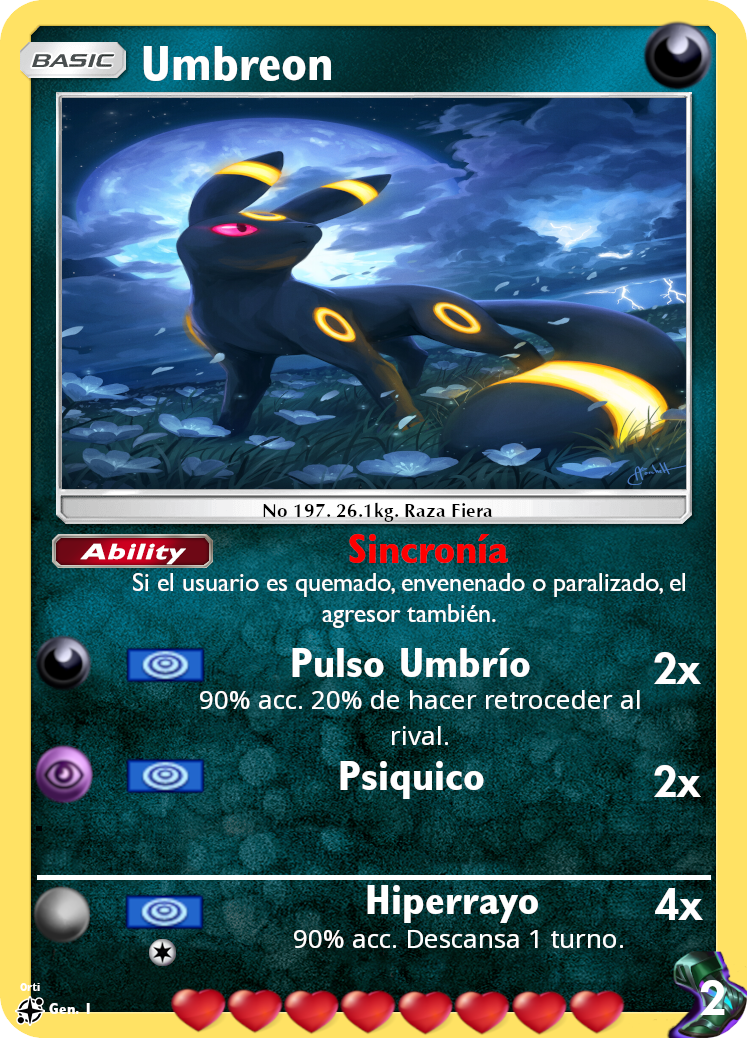 BASIC Umbreon
No 197. 26.1kg. Raza Fiera
Ability Sincronía
Si el usuario es quemado, envenenado o paralizado, el
agresor también.
Pulso Umbrío 2x
90% acc. 20% de hacer retroceder al
rival.
Psiquico 2x
Hiperrayo 4x
90% acc. Descansa 1 turno.
Orti
Gen. 1
2